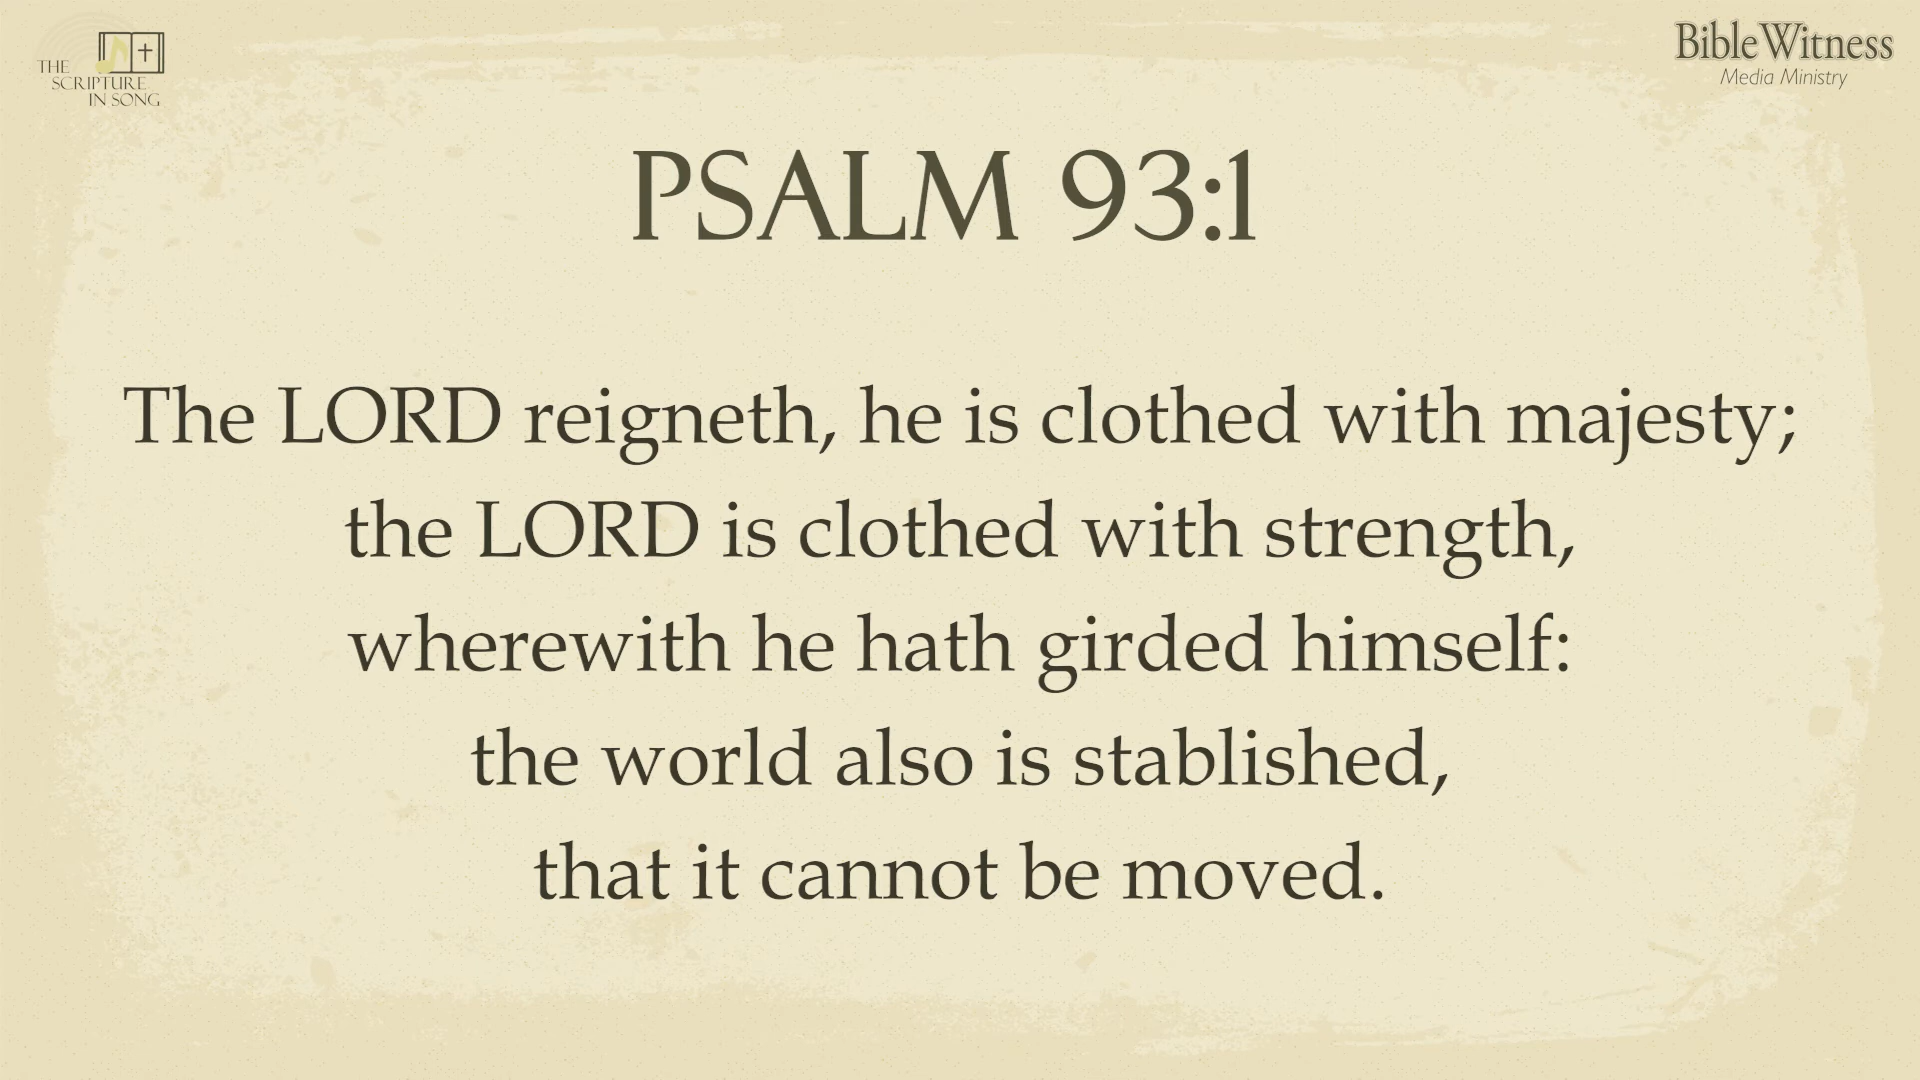 THE
SCRIPTURE
IN SONG
BibleWitness
Media Ministry
PSALM 93:1
The LORD reigneth, he is clothed with majesty;
the LORD is clothed with strength,
wherewith he hath girded himself:
the world also is stablished,
that it cannot be moved.